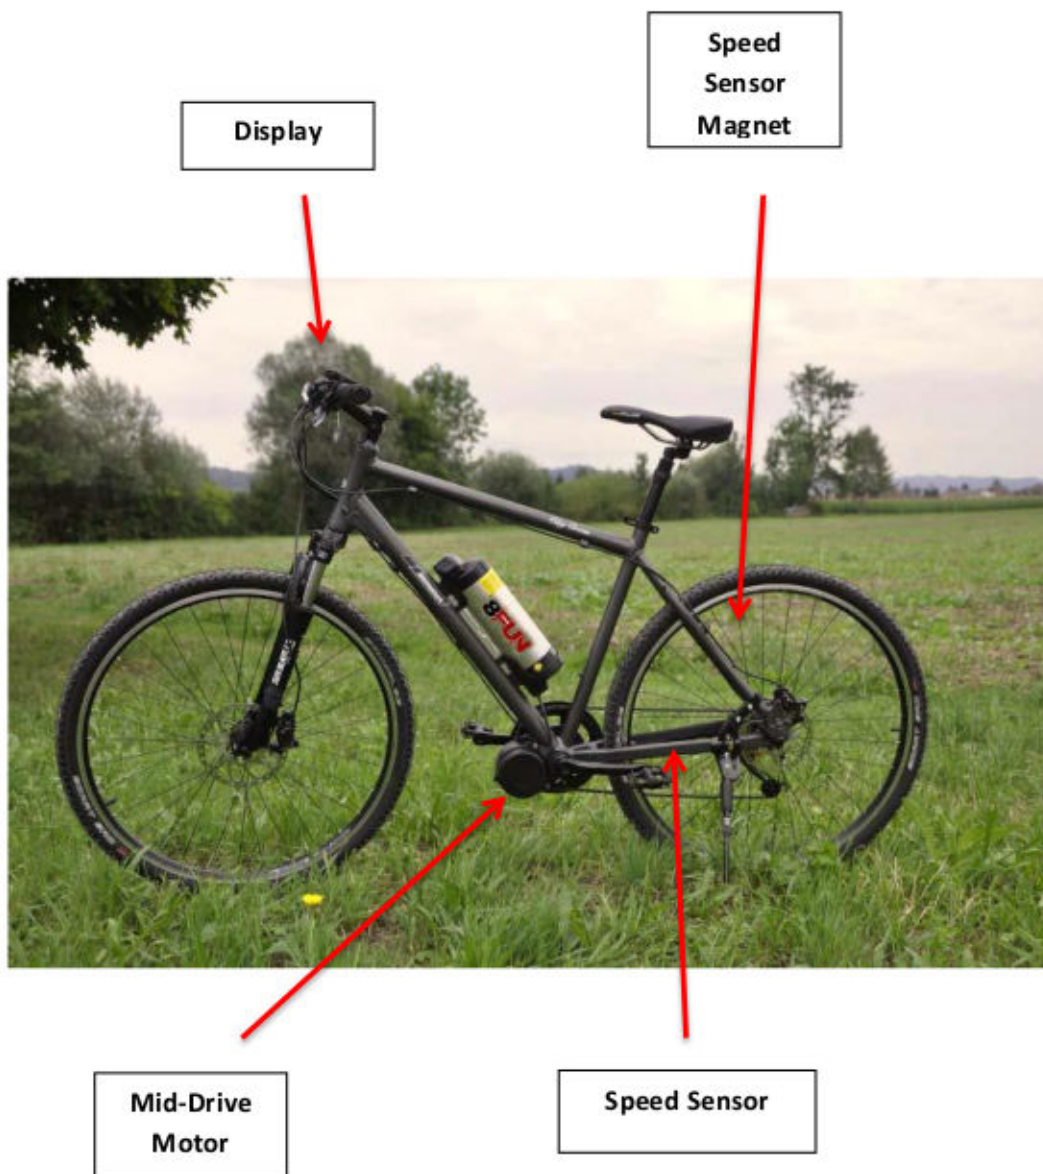 Speed
Sensor
Magnet
Display
8FUN
Mid-Drive
Motor
Speed Sensor